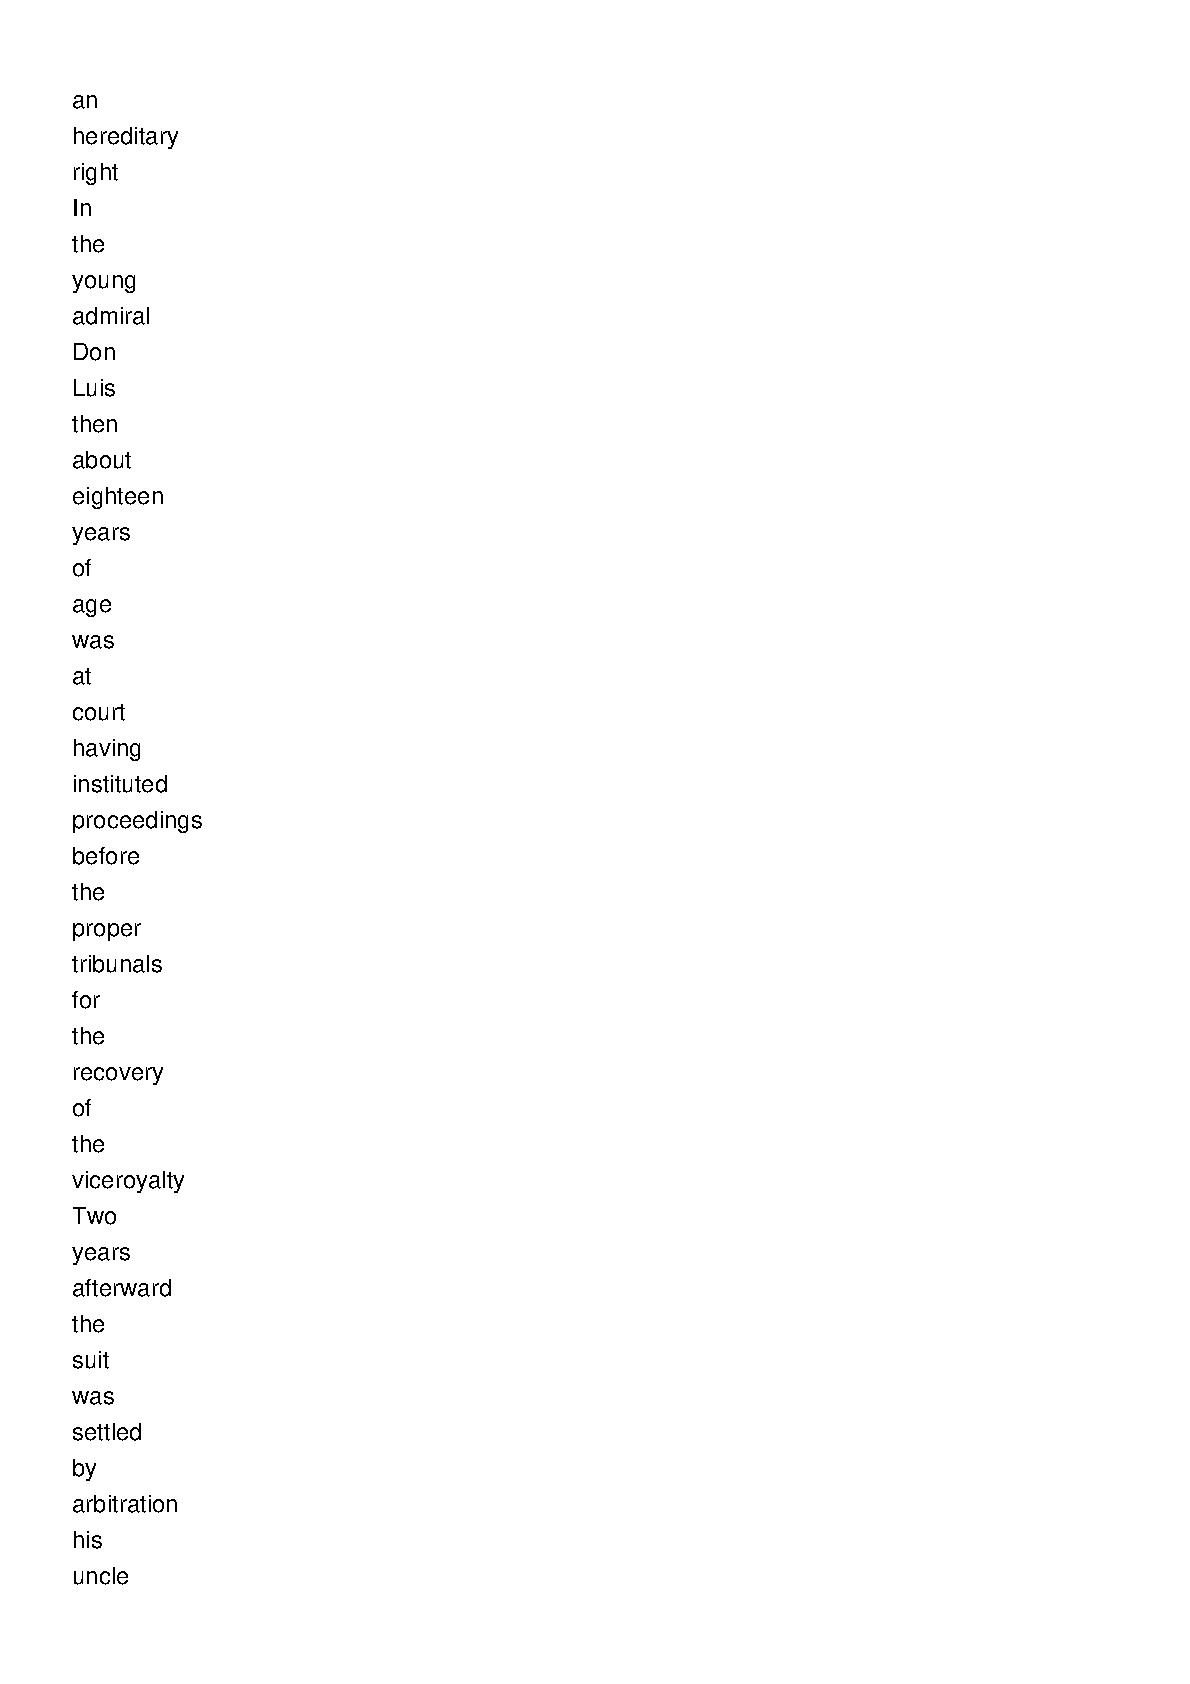 an
hereditary
right
In
the
young
admiral
Don
Luis
then
about
eighteen
years
of
age
was
at
court
having
instituted
proceedings
before
the
proper
tribunals
for
the
recovery
of
the
viceroyalty
Two
years
afterward
the
suit
was
settled
by
arbitration
his
uncle